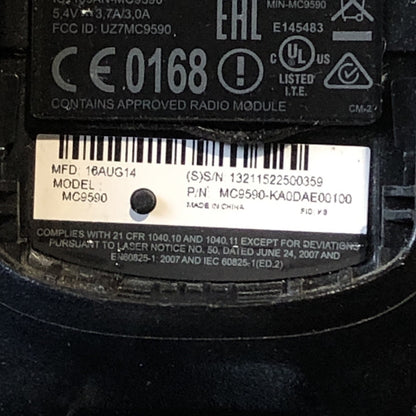 MIN-MC9590
5,4V⎓3,7A/3,0A
FCC ID: UZ7MC9590
EAC
E145483
CE0168
C UL US
LISTED
I.T.E.
CONTAINS APPROVED RADIO MODULE
CM-2
MFD: 16AUG14
(S)S/N 13211522500359
MODEL:
MC9590
P/N MC9590-KA0DAE00100
MADE IN CHINA
COMPLIES WITH 21 CFR 1040.10 AND 1040.11 EXCEPT FOR DEVIATIONS
PURSUANT TO LASER NOTICE NO. 50, DATED JUNE 24, 2007 AND
EN60825-1: 2007 AND IEC 60825-1(ED.2)